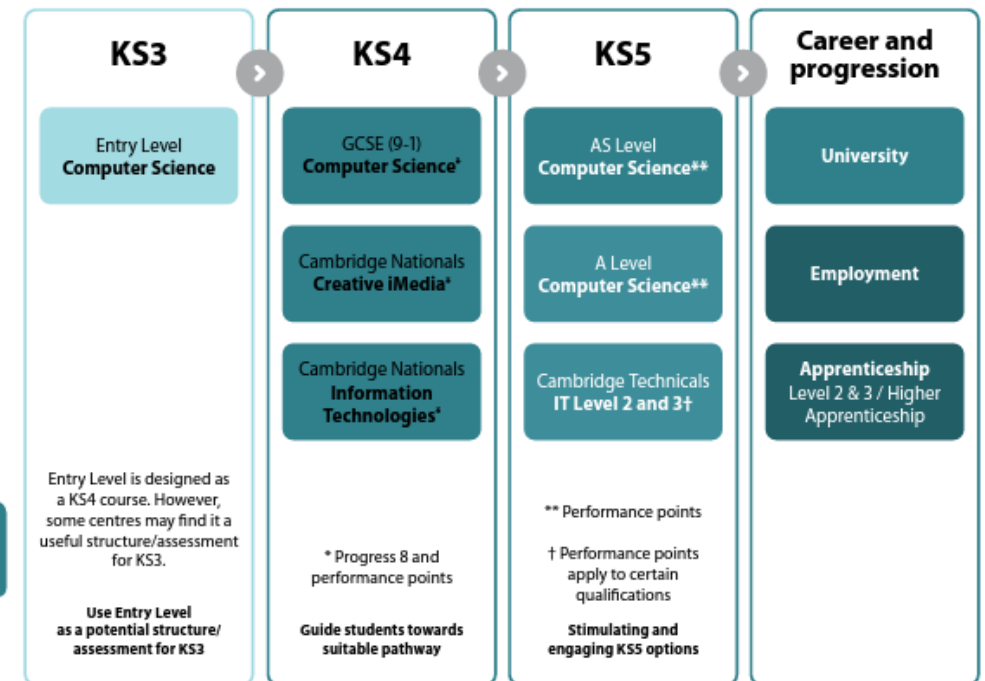 KS3
Entry Level
Computer Science
Entry Level is designed as
a KS4 course. However,
some centres may find it a
useful structure/assessment
for KS3.
Use Entry Level
as a potential structure/
assessment for KS3
KS4
GCSE (9-1)
Computer Science*
Cambridge Nationals
Creative iMedia*
Cambridge Nationals
Information
Technologies*
* Progress 8 and
performance points
Guide students towards
suitable pathway
KS5
AS Level
Computer Science**
A Level
Computer Science**
Cambridge Technicals
IT Level 2 and 3†
** Performance points
† Performance points
apply to certain
qualifications
Stimulating and
engaging KS5 options
Career and
progression
University
Employment
Apprenticeship
Level 2 & 3 / Higher
Apprenticeship